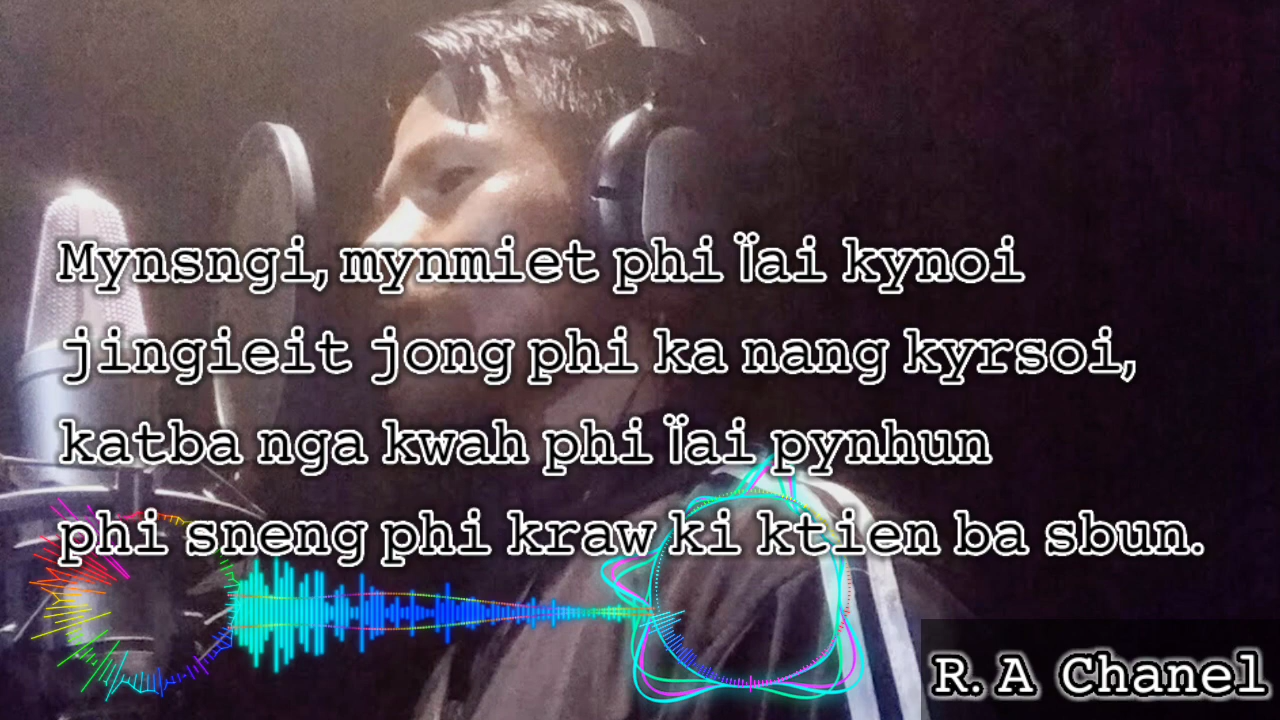 Mynsngi, mynmiet phi ïai kynoi
jingieit jong phi ka nang kyrsoi,
katba nga kwah phi ïai pynhun
phi sneng phi kraw ki ktien ba sbun.
R.A Chanel